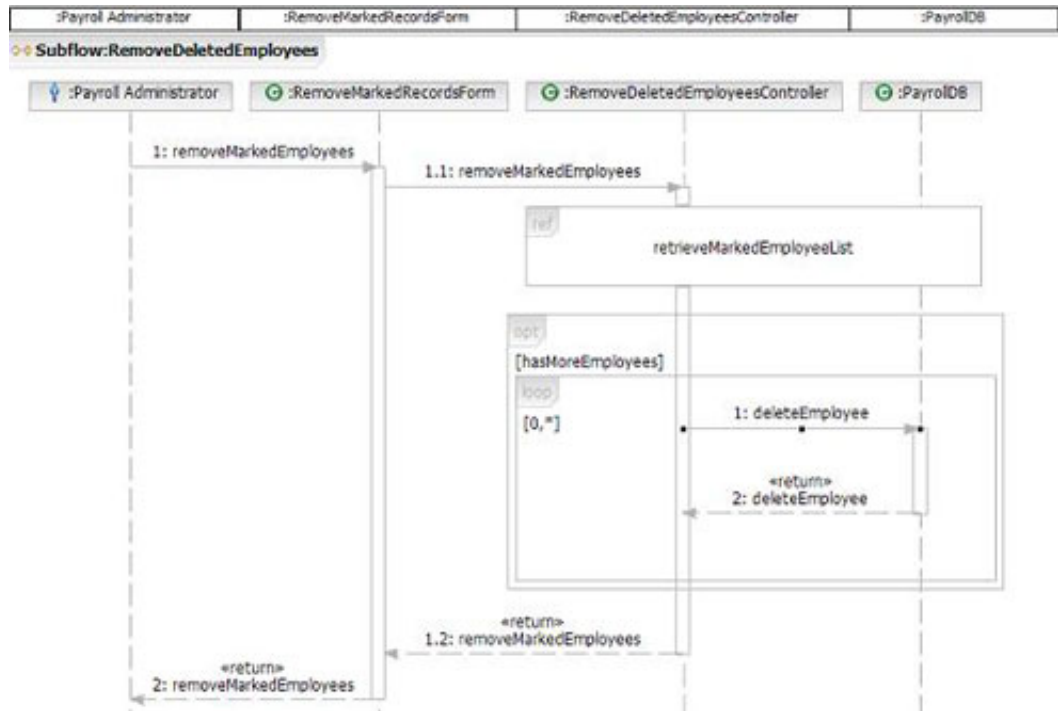 :Payroll Administrator :RemoveMarkedRecordsForm :RemoveDeletedEmployeesController :PayrollDB
Subflow:RemoveDeletedEmployees
:Payroll Administrator :RemoveMarkedRecordsForm :RemoveDeletedEmployeesController :PayrollDB
1: removeMarkedEmployees
1.1: removeMarkedEmployees
ref
retrieveMarkedEmployeeList
opt
[hasMoreEmployees]
loop
1: deleteEmployee
[0,*]
«return»
2: deleteEmployee
«return»
1.2: removeMarkedEmployees
«return»
2: removeMarkedEmployees